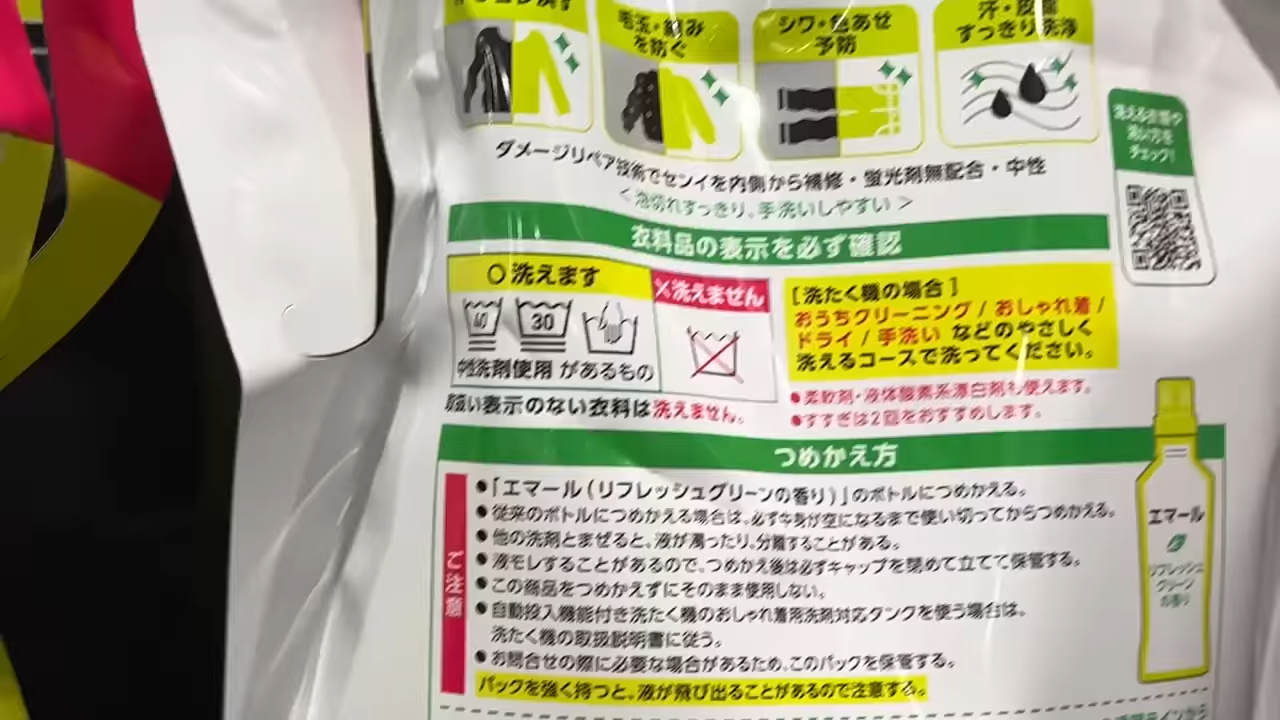 毛玉・絡み
を防ぐ
シワ・色あせ
予防
汗・皮脂
すっきり洗浄
洗える衣類や
洗い方を
チェック!
ダメージリペア技術でセンイを内側から補修・蛍光剤無配合・中性
<泡切れすっきり、手洗いしやすい>
衣料品の表示を必ず確認
○洗えます
×洗えません
40
30
中性洗剤使用 があるもの
取扱い表示のない衣料は洗えません。
[洗たく機の場合]
おうちクリーニング/おしゃれ着/
ドライ/手洗い などのやさしく
洗えるコースで洗ってください。
●柔軟剤・液体酸素系漂白剤も使えます。
●すすぎは2回をおすすめします。
つめかえ方
ご注意
●「エマール(リフレッシュグリーンの香り)」のボトルにつめかえる。
●従来のボトルにつめかえる場合は、必ず中身が空になるまで使い切ってからつめかえる。
●他の洗剤とまぜると、液が濁ったり、分離することがある。
●液モレすることがあるので、つめかえ後は必ずキャップを閉めて立てて保管する。
●この商品をつめかえずにそのまま使用しない。
●自動投入機能付き洗たく機のおしゃれ着用洗剤対応タンクを使う場合は、
洗たく機の取扱説明書に従う。
●お問合せの際に必要な場合があるため、このパックを保管する。
パックを強く持つと、液が飛び出ることがあるので注意する。
エマール
リフレッシュ
グリーン
の香り